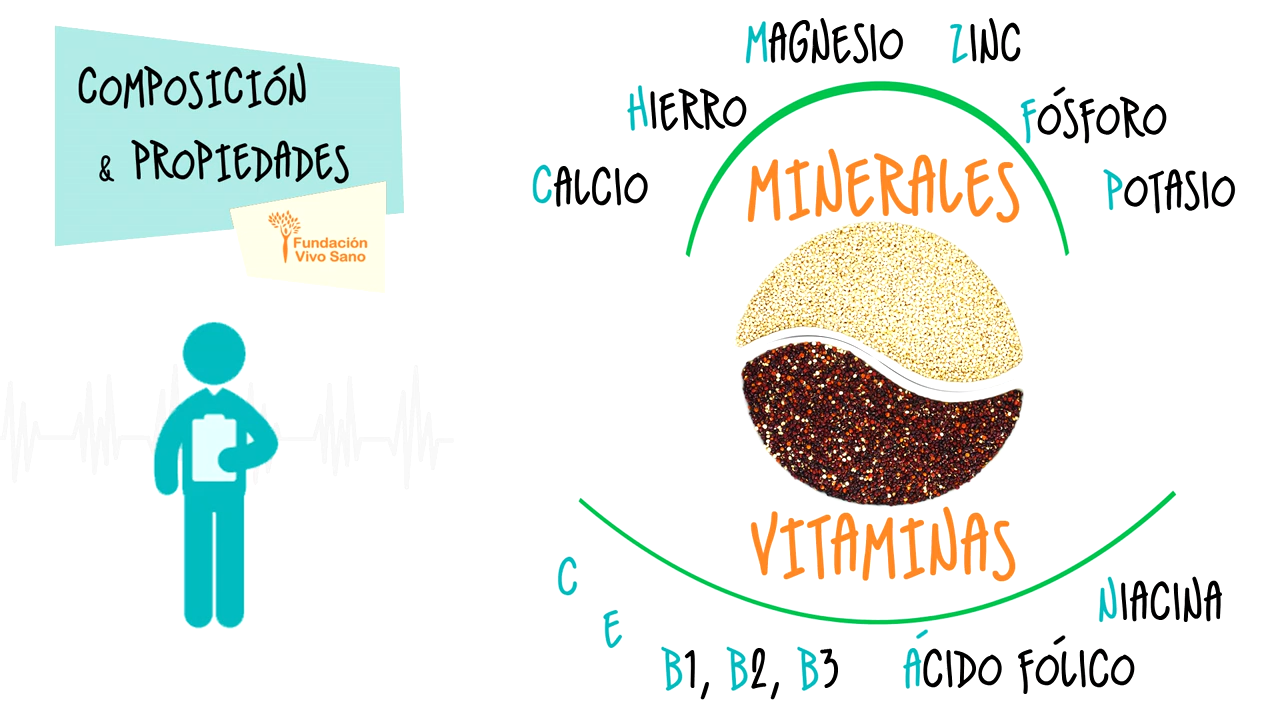 COMPOSICIÓN
& PROPIEDADES
Fundación
Vivo Sano
MAGNESIO ZINC
HIERRO FÓSFORO
CALCIO POTASIO
MINERALES
VITAMINAS
C
E
B1, B2, B3
ÁCIDO FÓLICO
NIACINA